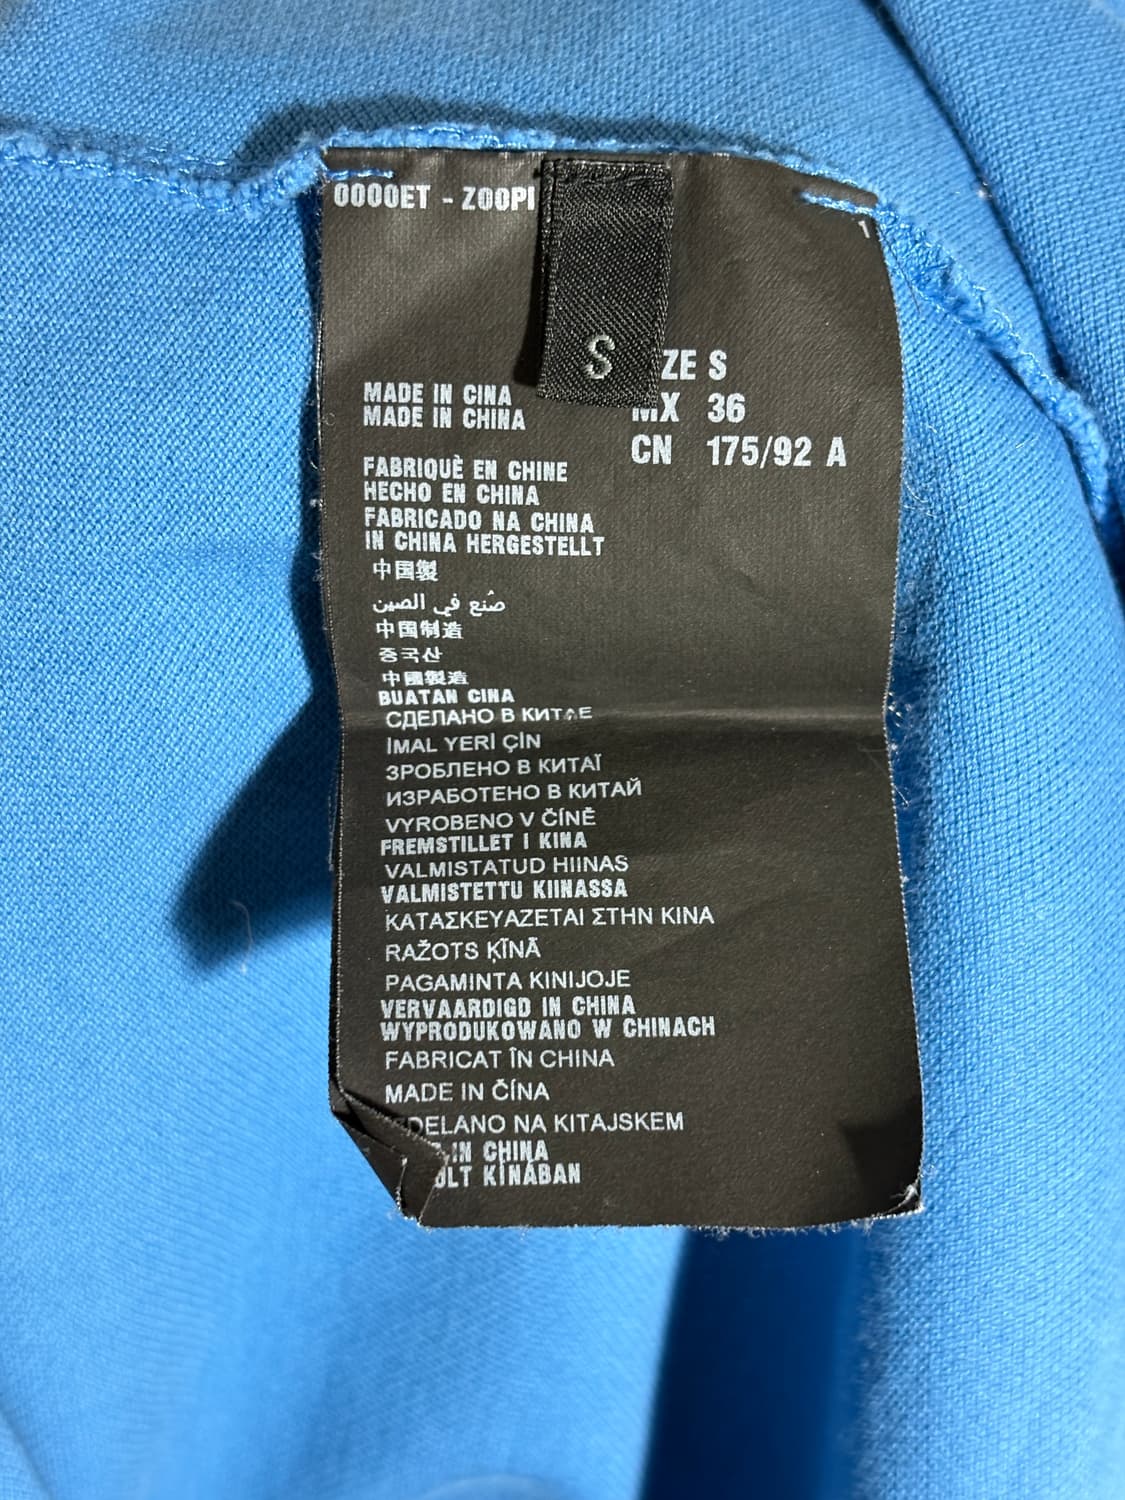 0000ET - Z00PI
1
S
ZE S
MX 36
CN 175/92 A
MADE IN CINA
MADE IN CHINA
FABRIQUÈ EN CHINE
HECHO EN CHINA
FABRICADO NA CHINA
IN CHINA HERGESTELLT
中国製
صنع في الصين
中国制造
중국산
中國製造
BUATAN CINA
СДЕЛАНО В КИТАЕ
İMAL YERİ ÇİN
ЗРОБЛЕНО В КИТАЇ
ИЗРАБОТЕНО В КИТАЙ
VYROBENO V ČÍNĚ
FREMSTILLET I KINA
VALMISTATUD HIINAS
VALMISTETTU KIINASSA
ΚΑΤΑΣΚΕΥΑΖΕΤΑΙ ΣΤΗΝ ΚΙΝΑ
RAŽOTS ĶĪNĀ
PAGAMINTA KINIJOJE
VERVAARDIGD IN CHINA
WYPRODUKOWANO W CHINACH
FABRICAT ÎN CHINA
MADE IN ČÍNA
DELANO NA KITAJSKEM
IN CHINA
ÜLT KÍNÁBAN